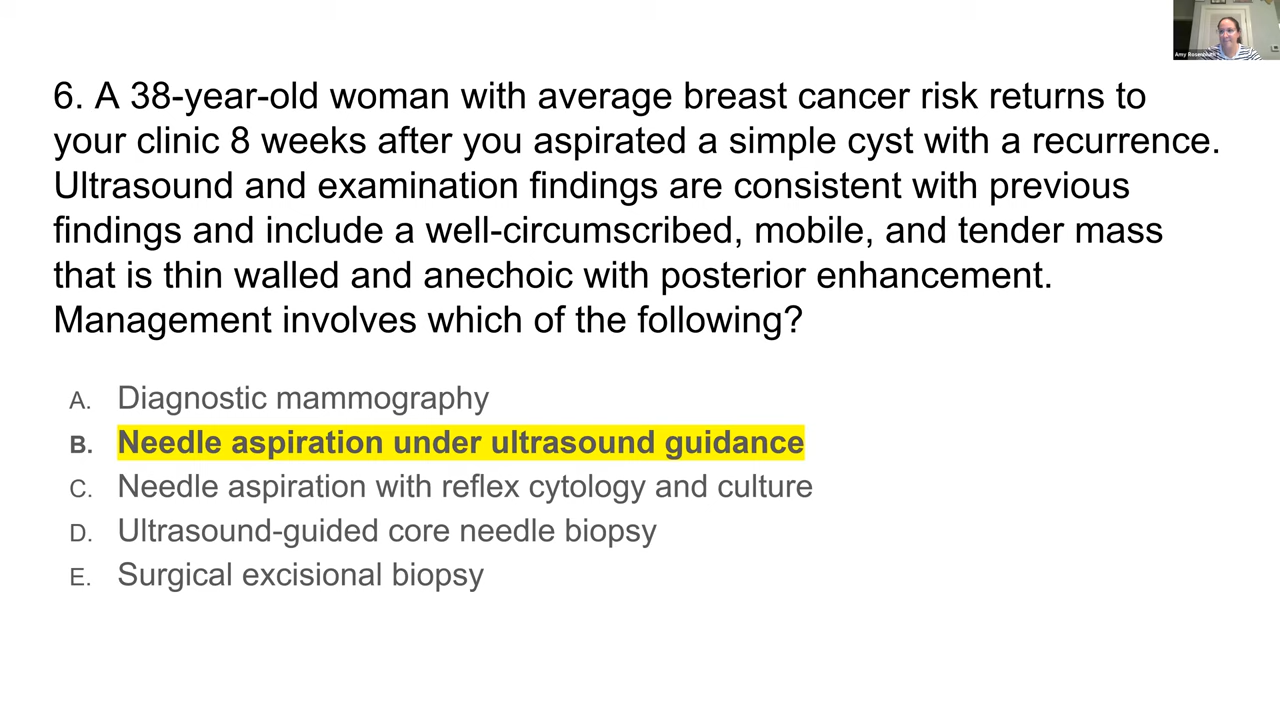 6. A 38-year-old woman with average breast cancer risk returns to
your clinic 8 weeks after you aspirated a simple cyst with a recurrence.
Ultrasound and examination findings are consistent with previous
findings and include a well-circumscribed, mobile, and tender mass
that is thin walled and anechoic with posterior enhancement.
Management involves which of the following?
A. Diagnostic mammography
B. Needle aspiration under ultrasound guidance
C. Needle aspiration with reflex cytology and culture
D. Ultrasound-guided core needle biopsy
E. Surgical excisional biopsy
Amy Rosenbluth